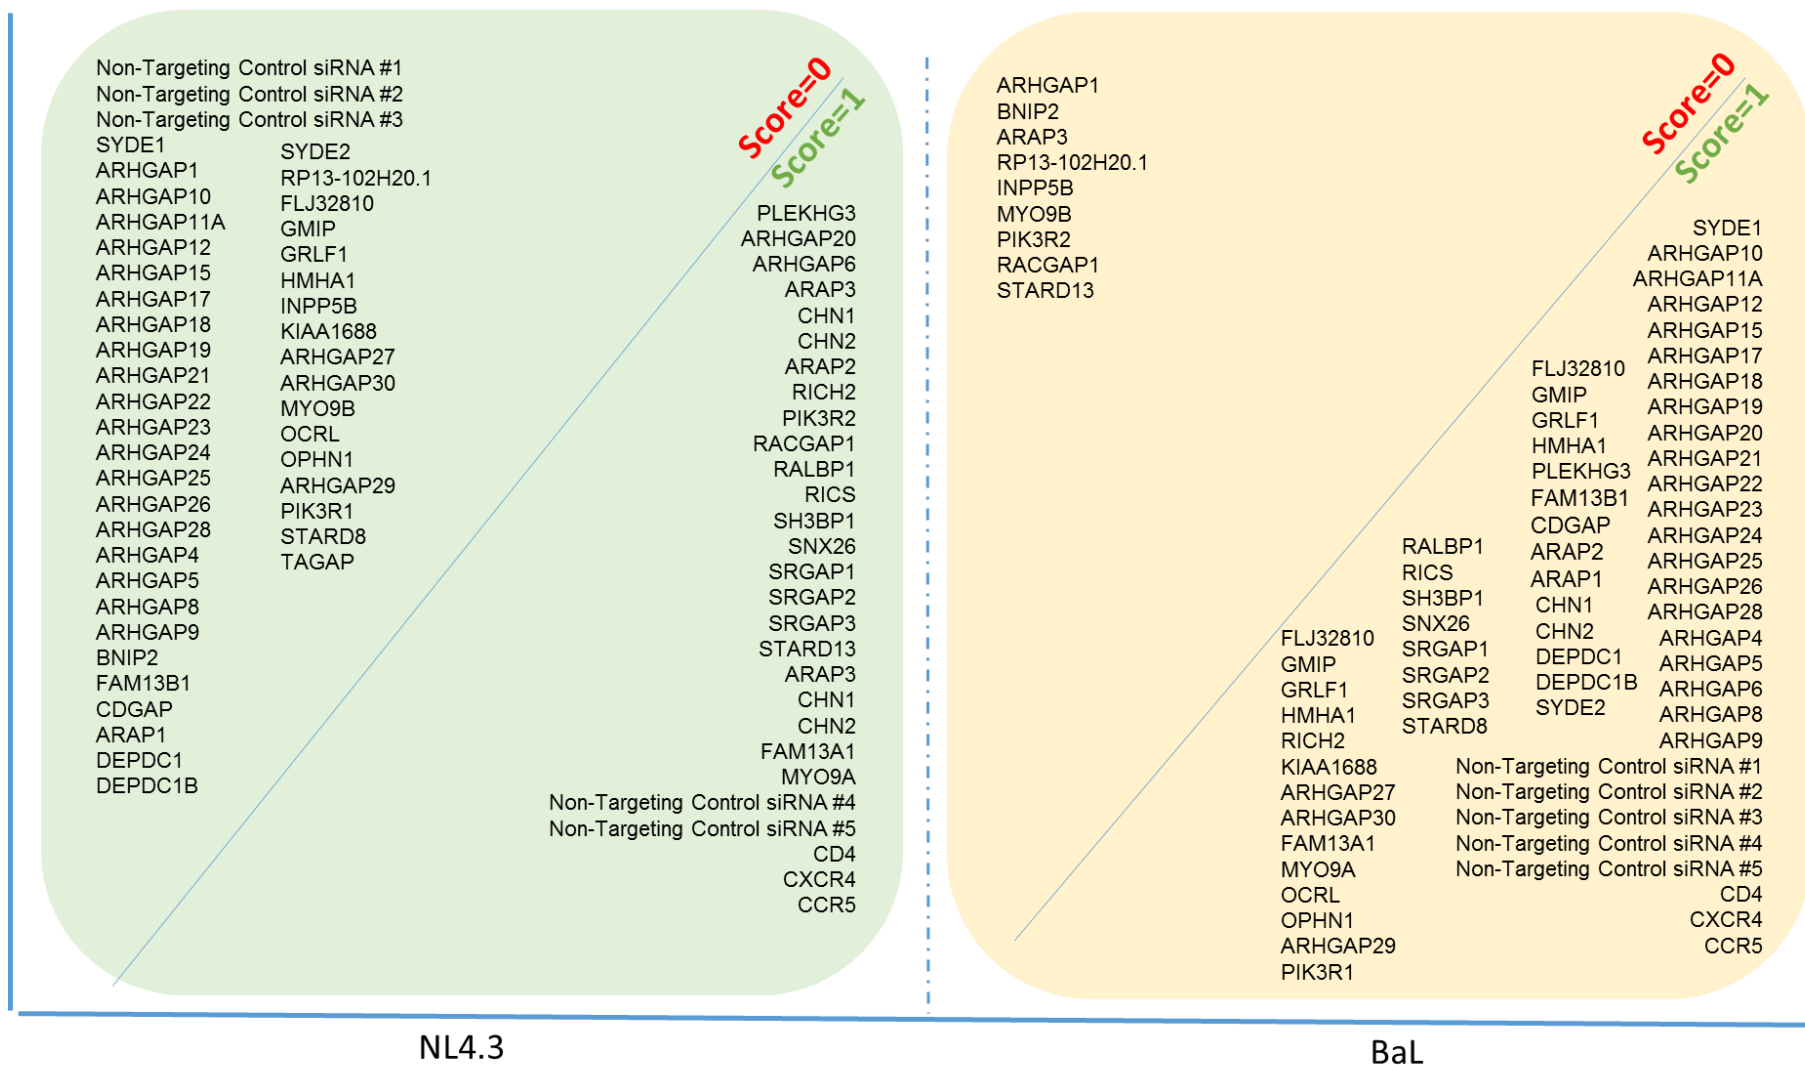 Non-Targeting Control siRNA #1
Non-Targeting Control siRNA #2
Non-Targeting Control siRNA #3
SYDE1
ARHGAP1
ARHGAP10
ARHGAP11A
ARHGAP12
ARHGAP15
ARHGAP17
ARHGAP18
ARHGAP19
ARHGAP21
ARHGAP22
ARHGAP23
ARHGAP24
ARHGAP25
ARHGAP26
ARHGAP28
ARHGAP4
ARHGAP5
ARHGAP8
ARHGAP9
BNIP2
FAM13B1
CDGAP
ARAP1
DEPDC1
DEPDC1B
SYDE2
RP13-102H20.1
FLJ32810
GMIP
GRLF1
HMHA1
INPP5B
KIAA1688
ARHGAP27
ARHGAP30
MYO9B
OCRL
OPHN1
ARHGAP29
PIK3R1
STARD8
TAGAP
Score=0
Score=1
PLEKHG3
ARHGAP20
ARHGAP6
ARAP3
CHN1
CHN2
ARAP2
RICH2
PIK3R2
RACGAP1
RALBP1
RICS
SH3BP1
SNX26
SRGAP1
SRGAP2
SRGAP3
STARD13
ARAP3
CHN1
CHN2
FAM13A1
MYO9A
Non-Targeting Control siRNA #4
Non-Targeting Control siRNA #5
CD4
CXCR4
CCR5
NL4.3
ARHGAP1
BNIP2
ARAP3
RP13-102H20.1
INPP5B
MYO9B
PIK3R2
RACGAP1
STARD13
Score=0
Score=1
FLJ32810
GMIP
GRLF1
HMHA1
RICH2
KIAA1688
ARHGAP27
ARHGAP30
FAM13A1
MYO9A
OCRL
OPHN1
ARHGAP29
PIK3R1
RALBP1
RICS
SH3BP1
SNX26
SRGAP1
SRGAP2
SRGAP3
STARD8
FLJ32810
GMIP
GRLF1
HMHA1
PLEKHG3
FAM13B1
CDGAP
ARAP2
ARAP1
CHN1
CHN2
DEPDC1
DEPDC1B
SYDE2
SYDE1
ARHGAP10
ARHGAP11A
ARHGAP12
ARHGAP15
ARHGAP17
ARHGAP18
ARHGAP19
ARHGAP20
ARHGAP21
ARHGAP22
ARHGAP23
ARHGAP24
ARHGAP25
ARHGAP26
ARHGAP28
ARHGAP4
ARHGAP5
ARHGAP6
ARHGAP8
ARHGAP9
Non-Targeting Control siRNA #1
Non-Targeting Control siRNA #2
Non-Targeting Control siRNA #3
Non-Targeting Control siRNA #4
Non-Targeting Control siRNA #5
CD4
CXCR4
CCR5
BaL